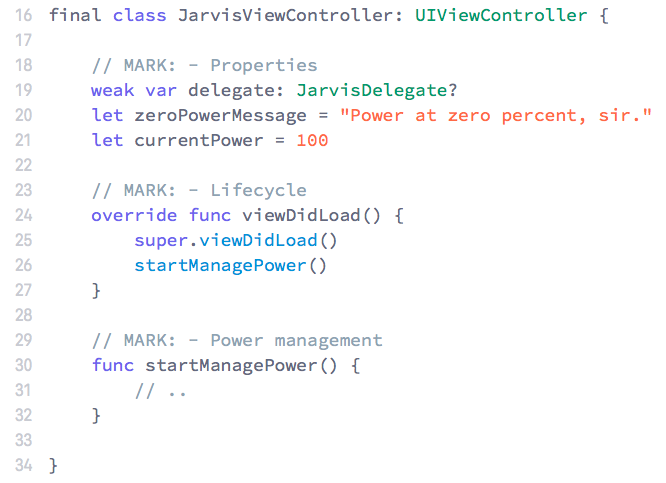 16 final class JarvisViewController: UIViewController {
17
18     // MARK: - Properties
19     weak var delegate: JarvisDelegate?
20     let zeroPowerMessage = "Power at zero percent, sir."
21     let currentPower = 100
22
23     // MARK: - Lifecycle
24     override func viewDidLoad() {
25         super.viewDidLoad()
26         startManagePower()
27     }
28
29     // MARK: - Power management
30     func startManagePower() {
31         // ..
32     }
33
34 }